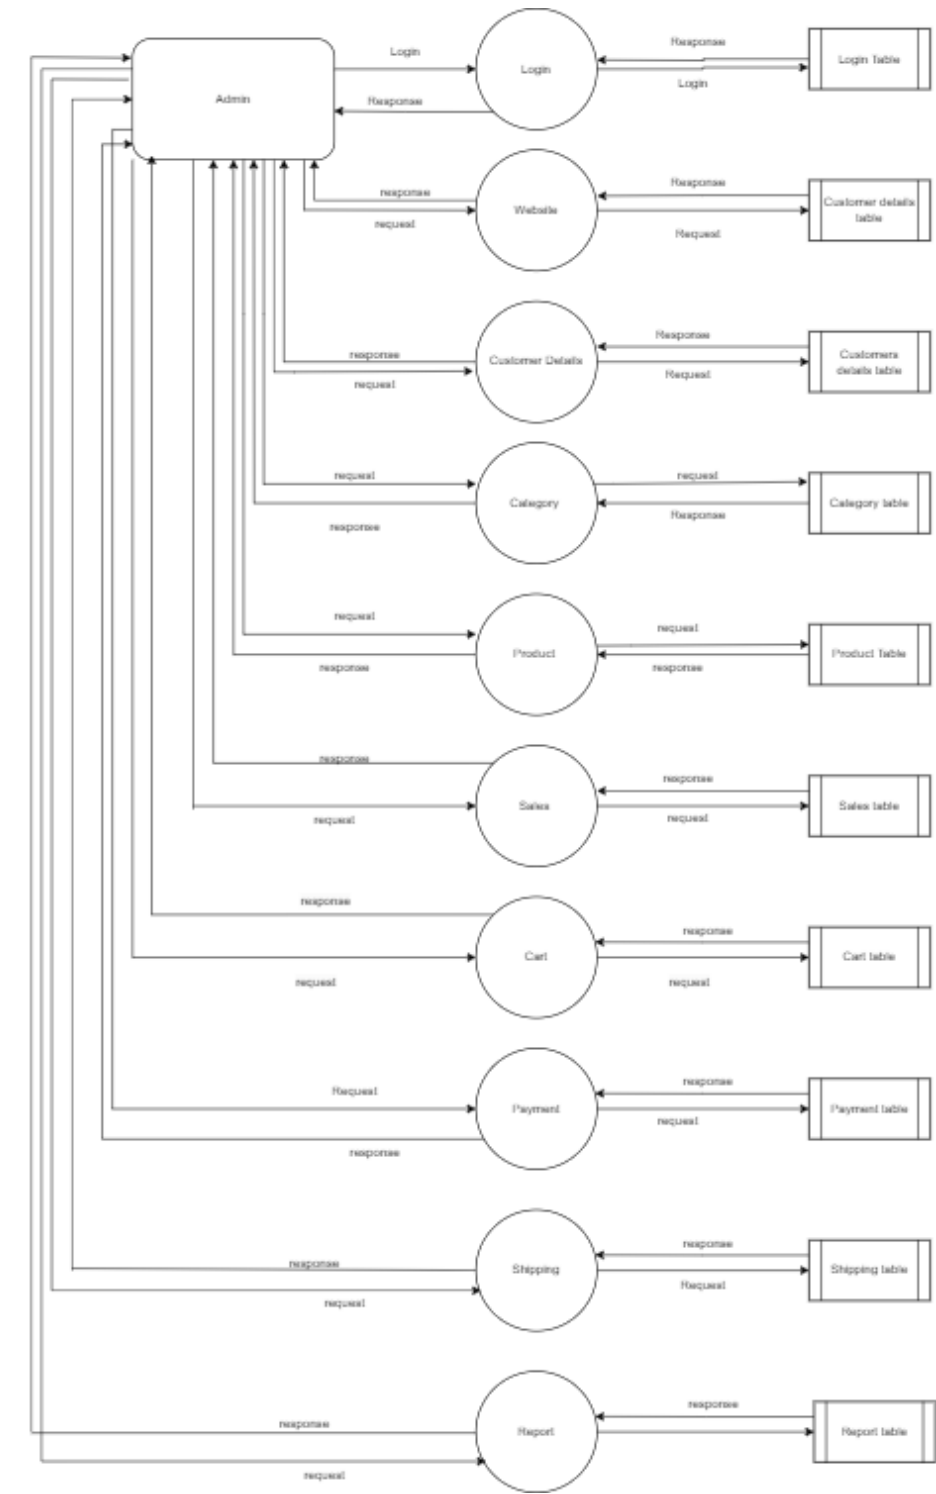 Response
Login
Login Table
Admin
Login
Login
Response
response
Website
Response
Customer details
table
request
Request
Response
Customers
details table
response
Customer Details
request
Request
request
request
Category
Category table
response
Response
request
request
Product
Product Table
response
response
response
response
Sales
Sales table
request
request
response
response
Cart
Cart table
request
request
response
Request
Payment
Payment table
request
response
response
response
Shipping
Shipping table
request
Request
response
response
Report
Report table
request